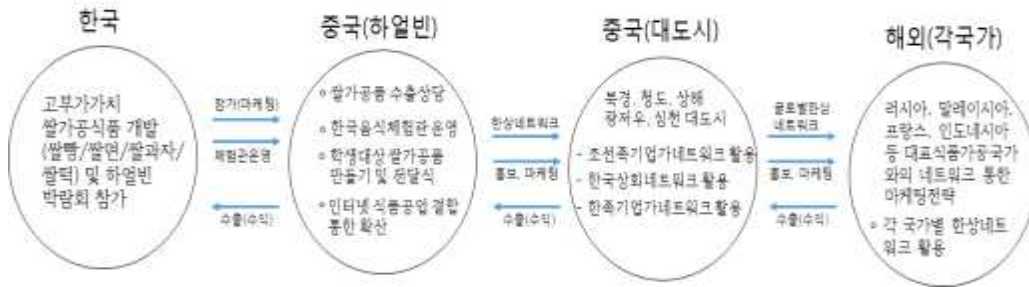 한국
고부가가치
쌀가공식품 개발
(쌀빵/쌀면/쌀과자/
쌀떡) 및 하얼빈
박람회 참가
참가(마케팅)
체험관운영
수출(수익)
중국(하얼빈)
쌀가공품 수출상담
한국음식체험관 운영
학생대상 쌀가공품
만들기 및 전달식
인터넷 식품공업 결합
통한 확산
한상네트워크
홍보, 마케팅
수출(수익)
중국(대도시)
북경, 청도, 상해
광저우, 심천 대도시
- 조선족기업가네트워크 활용
- 한국상회네트워크 활용
- 한족기업가네트워크 활용
글로벌한상
네트워크
홍보, 마케팅
수출(수익)
해외(각국가)
러시아, 말레이시아,
프랑스, 인도네시아
등 대표식품가공국가
와의 네트워크 통한
마케팅전략
각 국가별 한상네트
워크 활용